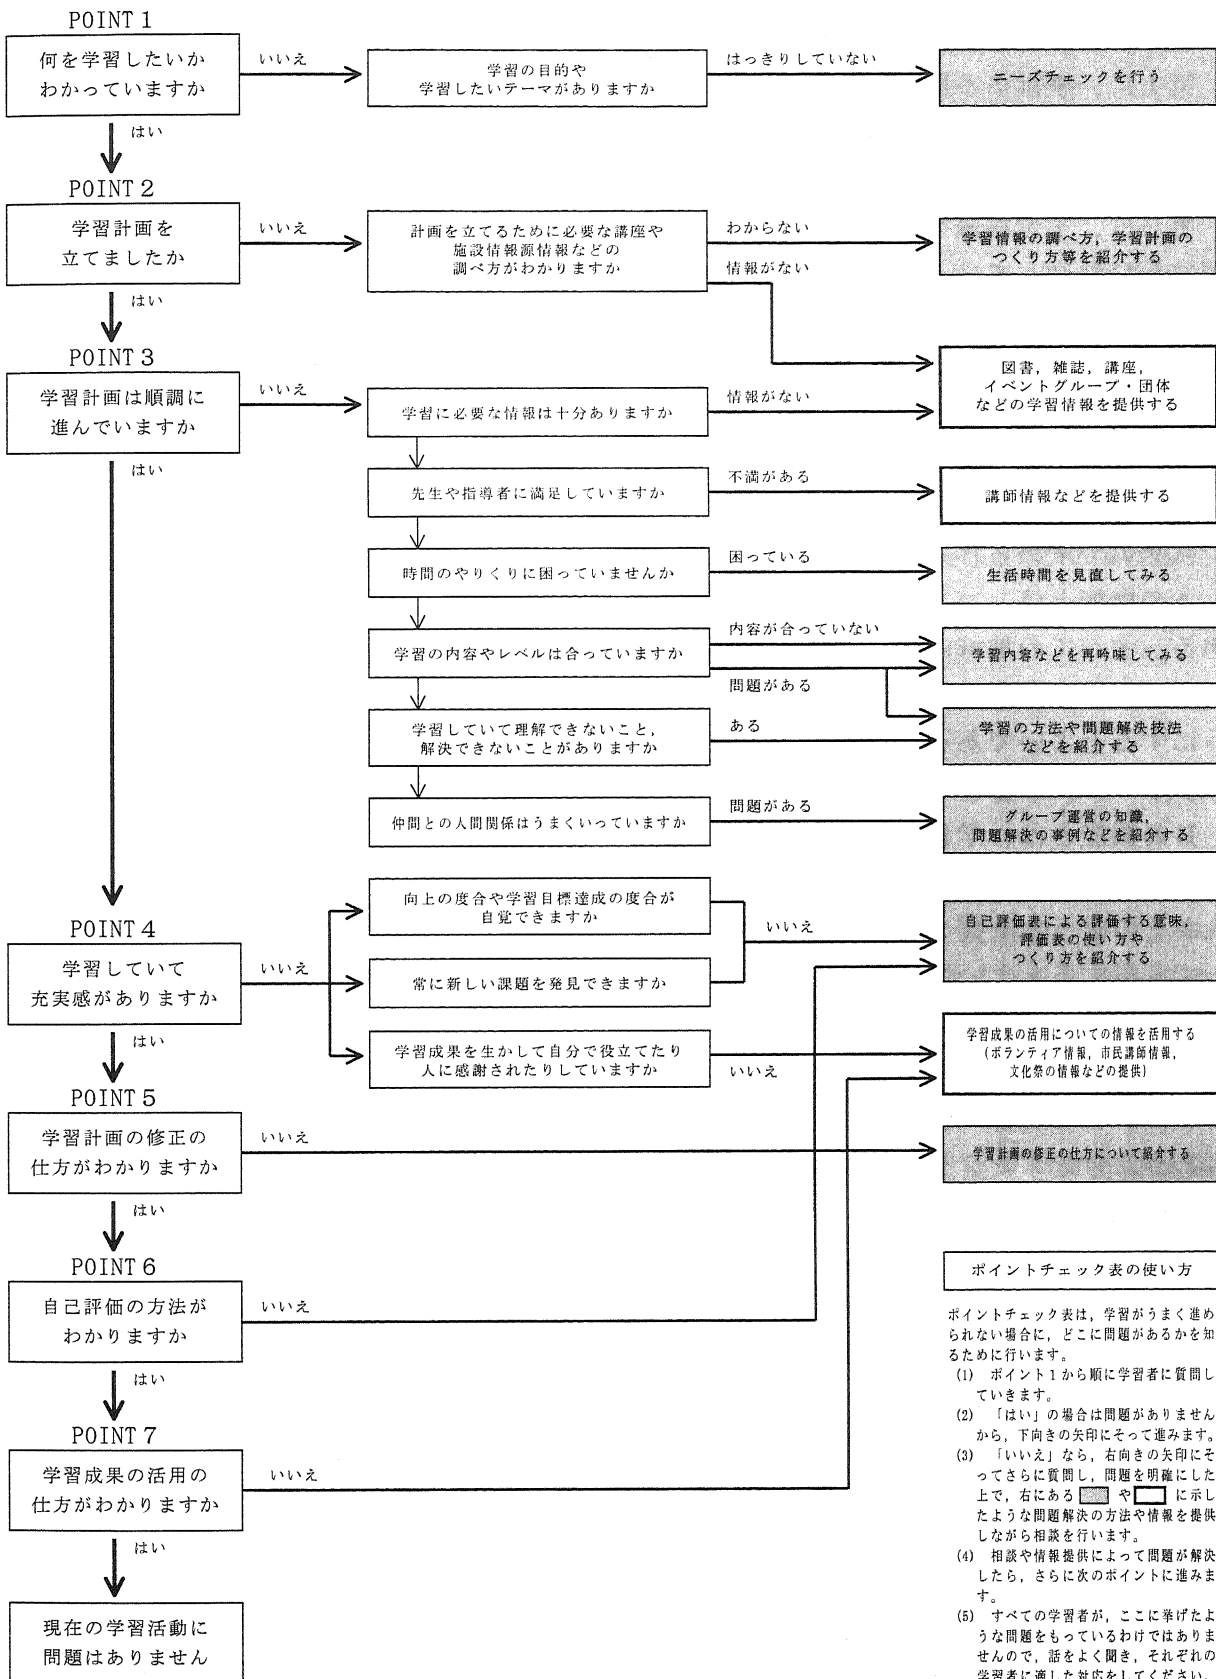 POINT 1
何を学習したいか
わかっていますか
いいえ
学習の目的や
学習したいテーマがありますか
はっきりしていない
ニーズチェックを行う
はい
POINT 2
学習計画を
立てましたか
いいえ
計画を立てるために必要な講座や
施設情報源情報などの
調べ方がわかりますか
わからない
情報がない
学習情報の調べ方，学習計画の
つくり方等を紹介する
はい
図書，雑誌，講座，
イベントグループ・団体
などの学習情報を提供する
POINT 3
学習計画は順調に
進んでいますか
いいえ
学習に必要な情報は十分ありますか
情報がない
はい
先生や指導者に満足していますか
不満がある
講師情報などを提供する
時間のやりくりに困っていませんか
困っている
生活時間を見直してみる
学習の内容やレベルは合っていますか
内容が合っていない
問題がある
学習内容などを再吟味してみる
学習していて理解できないこと，
解決できないことがありますか
ある
学習の方法や問題解決技法
などを紹介する
仲間との人間関係はうまくいっていますか
問題がある
グループ運営の知識，
問題解決の事例などを紹介する
POINT 4
学習していて
充実感がありますか
いいえ
向上の度合や学習目標達成の度合が
自覚できますか
常に新しい課題を発見できますか
いいえ
自己評価表による評価する意味，
評価表の使い方や
つくり方を紹介する
学習成果を生かして自分で役立てたり
人に感謝されたりしていますか
いいえ
学習成果の活用についての情報を活用する
(ボランティア情報，市民講師情報，
文化祭の情報などの提供)
はい
POINT 5
学習計画の修正の
仕方がわかりますか
いいえ
学習計画の修正の仕方について紹介する
はい
POINT 6
自己評価の方法が
わかりますか
いいえ
はい
POINT 7
学習成果の活用の
仕方がわかりますか
いいえ
はい
現在の学習活動に
問題はありません
ポイントチェック表の使い方
ポイントチェック表は，学習がうまく進め
られない場合に，どこに問題があるかを知
るために行います。
(1) ポイント1から順に学習者に質問し
ていきます。
(2) 「はい」の場合は問題がありません
から，下向きの矢印にそって進みます。
(3) 「いいえ」なら，右向きの矢印にそ
ってさらに質問し，問題を明確にした
上で，右にある や に示し
たような問題解決の方法や情報を提供
しながら相談を行います。
(4) 相談や情報提供によって問題が解決
したら，さらに次のポイントに進みま
す。
(5) すべての学習者が，ここに挙げたよ
うな問題をもっているわけではありま
せんので，話をよく聞き，それぞれの
学習者に適した対応をしてください。